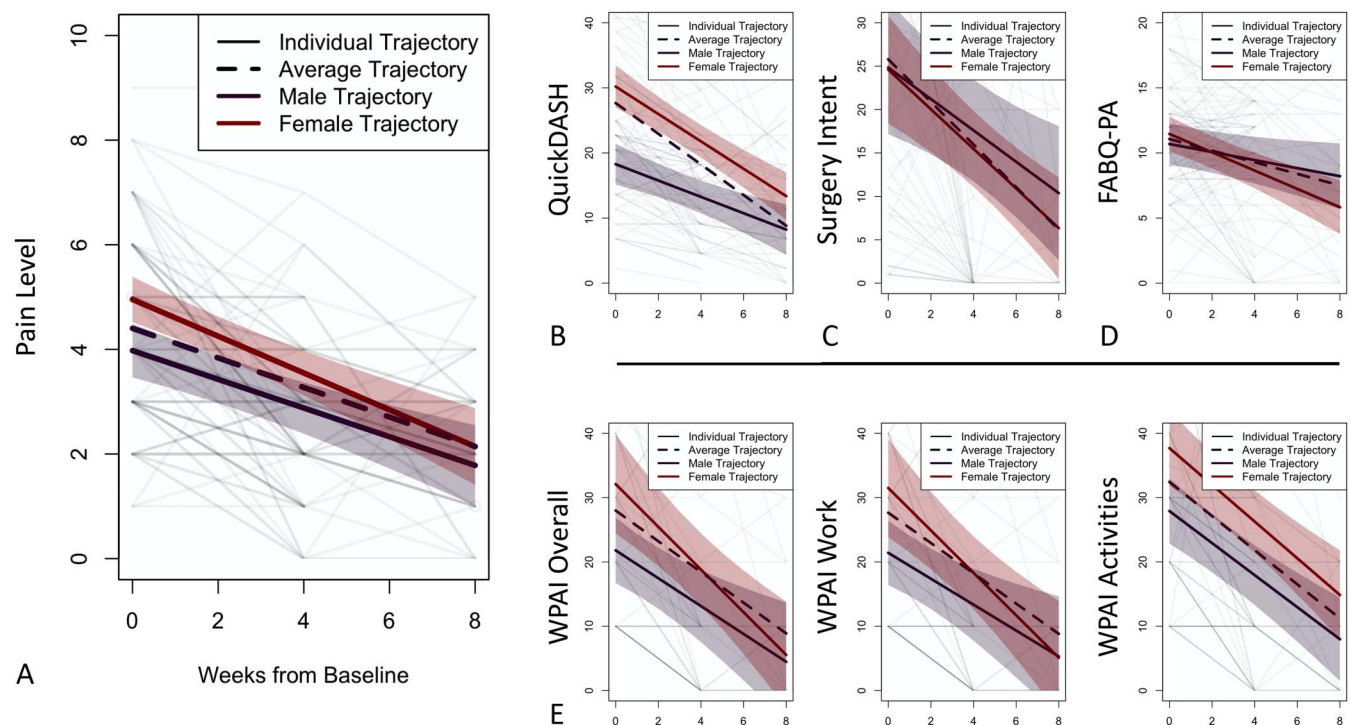 Individual Trajectory
Average Trajectory
Male Trajectory
Female Trajectory
Pain Level
10
8
6
4
2
0
0 2 4 6 8
Weeks from Baseline
A
Individual Trajectory
Average Trajectory
Male Trajectory
Female Trajectory
QuickDASH
40
30
20
10
0
0 2 4 6 8
B
Individual Trajectory
Average Trajectory
Male Trajectory
Female Trajectory
Surgery Intent
30
25
20
15
10
5
0
0 2 4 6 8
C
Individual Trajectory
Average Trajectory
Male Trajectory
Female Trajectory
FABQ-PA
20
15
10
5
0
0 2 4 6 8
D
Individual Trajectory
Average Trajectory
Male Trajectory
Female Trajectory
WPAI Overall
40
30
20
10
0
0 2 4 6 8
E
Individual Trajectory
Average Trajectory
Male Trajectory
Female Trajectory
WPAI Work
40
30
20
10
0
0 2 4 6 8
Individual Trajectory
Average Trajectory
Male Trajectory
Female Trajectory
WPAI Activities
40
30
20
10
0
0 2 4 6 8